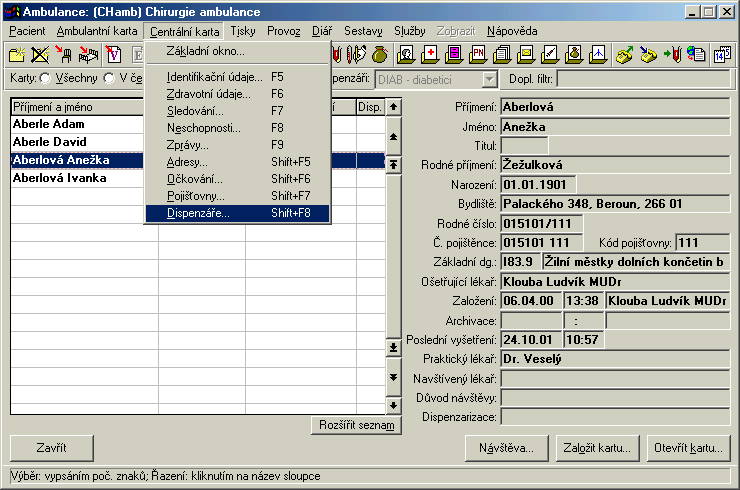 Ambulance: (CHamb) Chirurgie ambulance
Pacient Ambulantní karta Centrální karta Tisky Provoz Diář Sestavy Služby Zobrazit Nápověda
Základní okno...
Identifikační údaje... F5
Zdravotní údaje... F6
Sledování... F7
Neschopnosti... F8
Zprávy... F9
Adresy... Shift+F5
Očkování... Shift+F6
Pojišťovny... Shift+F7
Dispenzáře... Shift+F8
Karty: Všechny V če
penzáři: DIAB - diabetici Dopl. filtr:
Příjmení a jméno Disp.
Aberle Adam
Aberle David
Aberlová Anežka
Aberlová Ivanka
Rozšířit seznam
Příjmení: Aberlová
Jméno: Anežka
Titul:
Rodné příjmení: Žežulková
Narození: 01.01.1901
Bydliště: Palackého 348, Beroun, 266 01
Rodné číslo: 015101/111
Č. pojištěnce: 015101 111 Kód pojišťovny: 111
Základní dg.: I83.9 Žilní městky dolních končetin b
Ošetřující lékař: Klouba Ludvík MUDr
Založení: 06.04.00 13:38 Klouba Ludvík MUDr
Archivace: :
Poslední vyšetření: 24.10.01 10:57
Praktický lékař: Dr. Veselý
Navštívený lékař:
Důvod návštěvy:
Dispenzarizace:
Zavřít Návštěva... Založit kartu... Otevřít kartu...
Výběr: vypsáním poč. znaků; Řazení: kliknutím na název sloupce